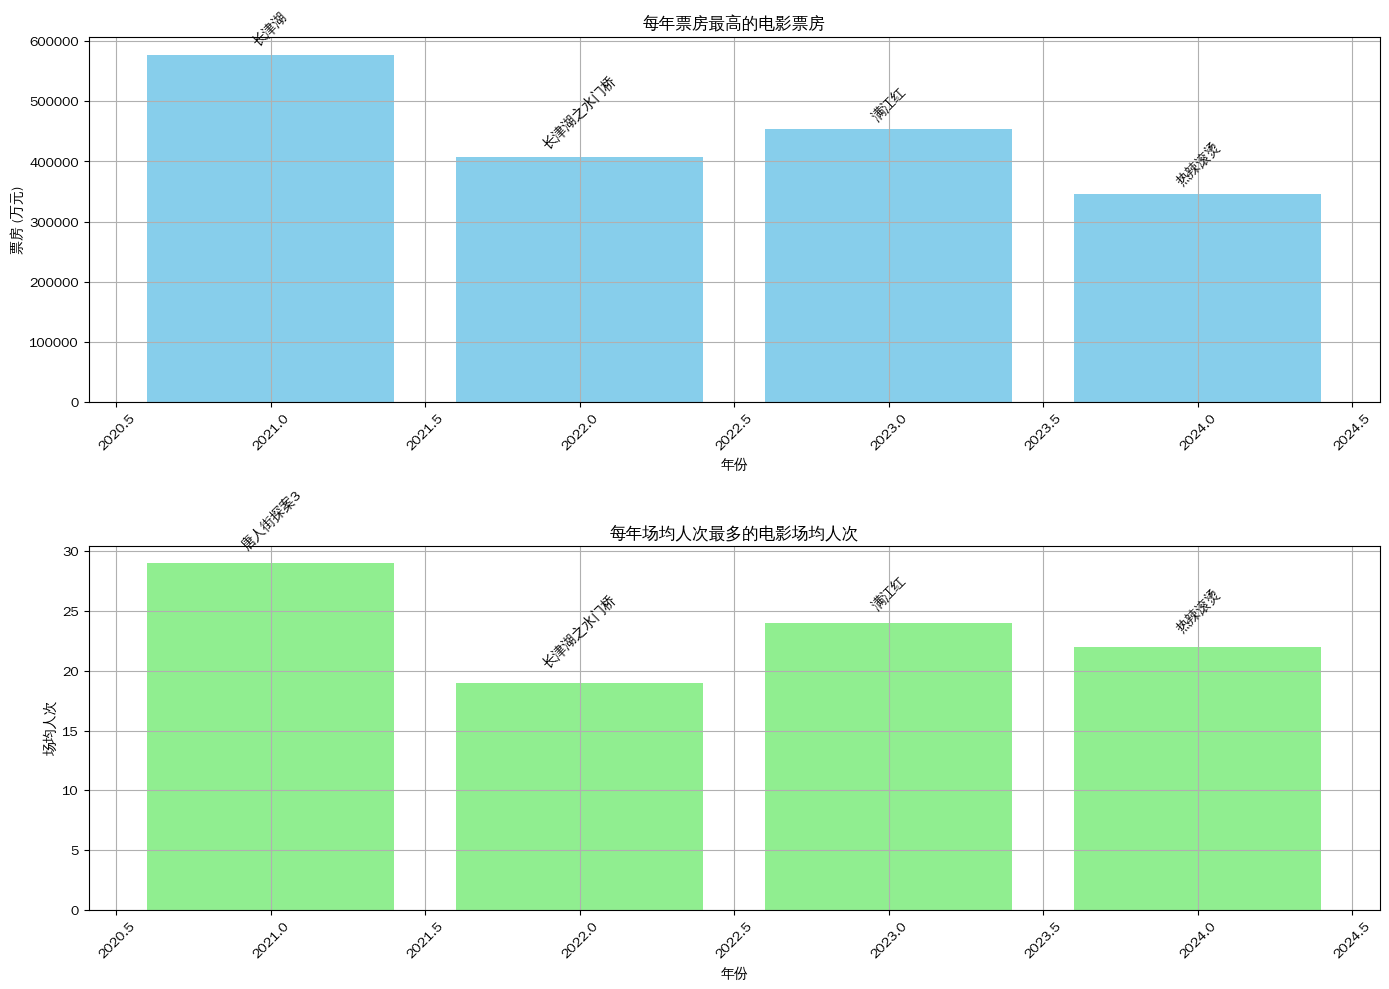 每年票房最高的电影票房
长津湖
长津湖之水门桥
满江红
热辣滚烫
600000
500000
400000
300000
200000
100000
0
票房 (万元)
2020.5
2021.0
2021.5
2022.0
2022.5
2023.0
2023.5
2024.0
2024.5
年份
每年场均人次最多的电影场均人次
唐人街探案3
长津湖之水门桥
满江红
热辣滚烫
30
25
20
15
10
5
0
场均人次
2020.5
2021.0
2021.5
2022.0
2022.5
2023.0
2023.5
2024.0
2024.5
年份